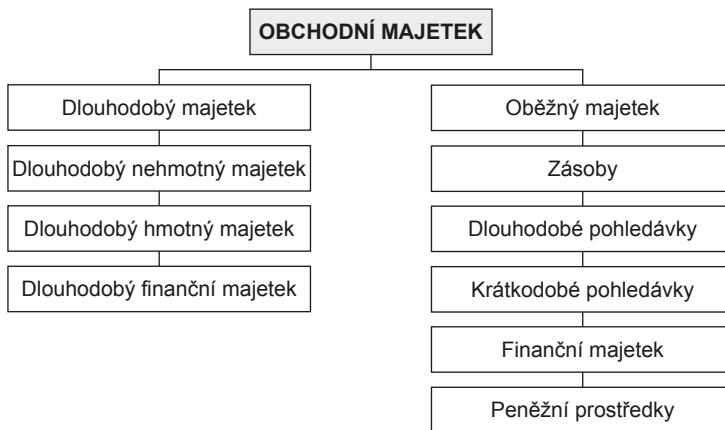 OBCHODNÍ MAJETEK
Dlouhodobý majetek
Dlouhodobý nehmotný majetek
Dlouhodobý hmotný majetek
Dlouhodobý finanční majetek
Oběžný majetek
Zásoby
Dlouhodobé pohledávky
Krátkodobé pohledávky
Finanční majetek
Peněžní prostředky